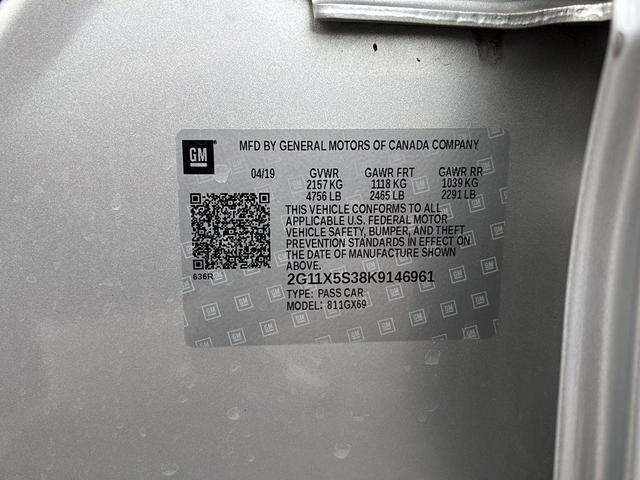 GM
MFD BY GENERAL MOTORS OF CANADA COMPANY
04/19 GVWR GAWR FRT GAWR RR
2157 KG 1118 KG 1039 KG
4756 LB 2465 LB 2291 LB
THIS VEHICLE CONFORMS TO ALL
APPLICABLE U.S. FEDERAL MOTOR
VEHICLE SAFETY, BUMPER, AND THEFT
PREVENTION STANDARDS IN EFFECT ON
THE DATE OF MANUFACTURE SHOWN
ABOVE.
636R
2G11X5S38K9146961
TYPE: PASS CAR
MODEL: 811GX69